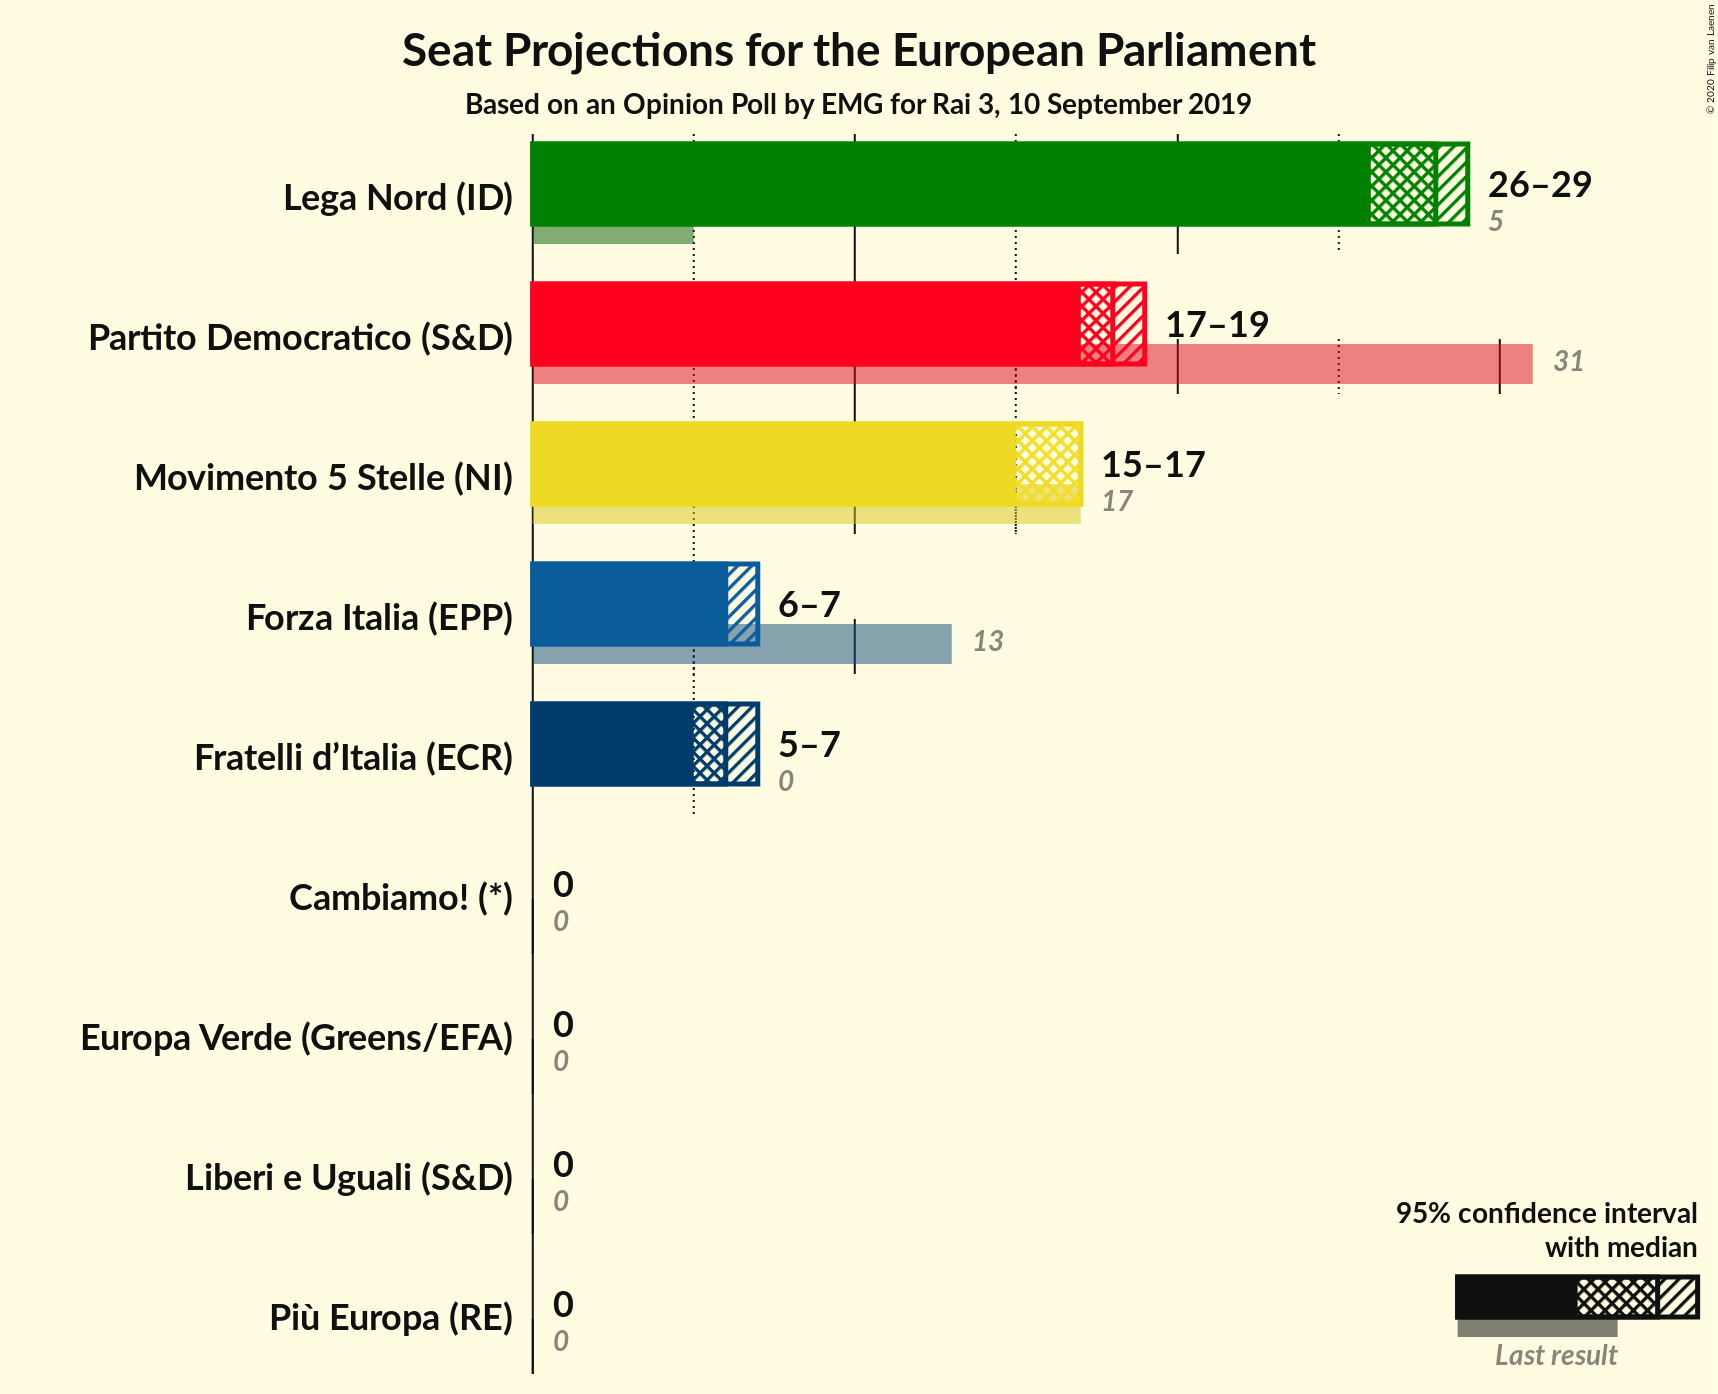 Seat Projections for the European Parliament
Based on an Opinion Poll by EMG for Rai 3, 10 September 2019
© 2020 Filip van Laenen
Lega Nord (ID)
26–29
5
Partito Democratico (S&D)
17–19
31
Movimento 5 Stelle (NI)
15–17
17
Forza Italia (EPP)
6–7
13
Fratelli d’Italia (ECR)
5–7
0
Cambiamo! (*)
0
0
Europa Verde (Greens/EFA)
0
0
Liberi e Uguali (S&D)
0
0
Più Europa (RE)
0
0
95% confidence interval
with median
Last result